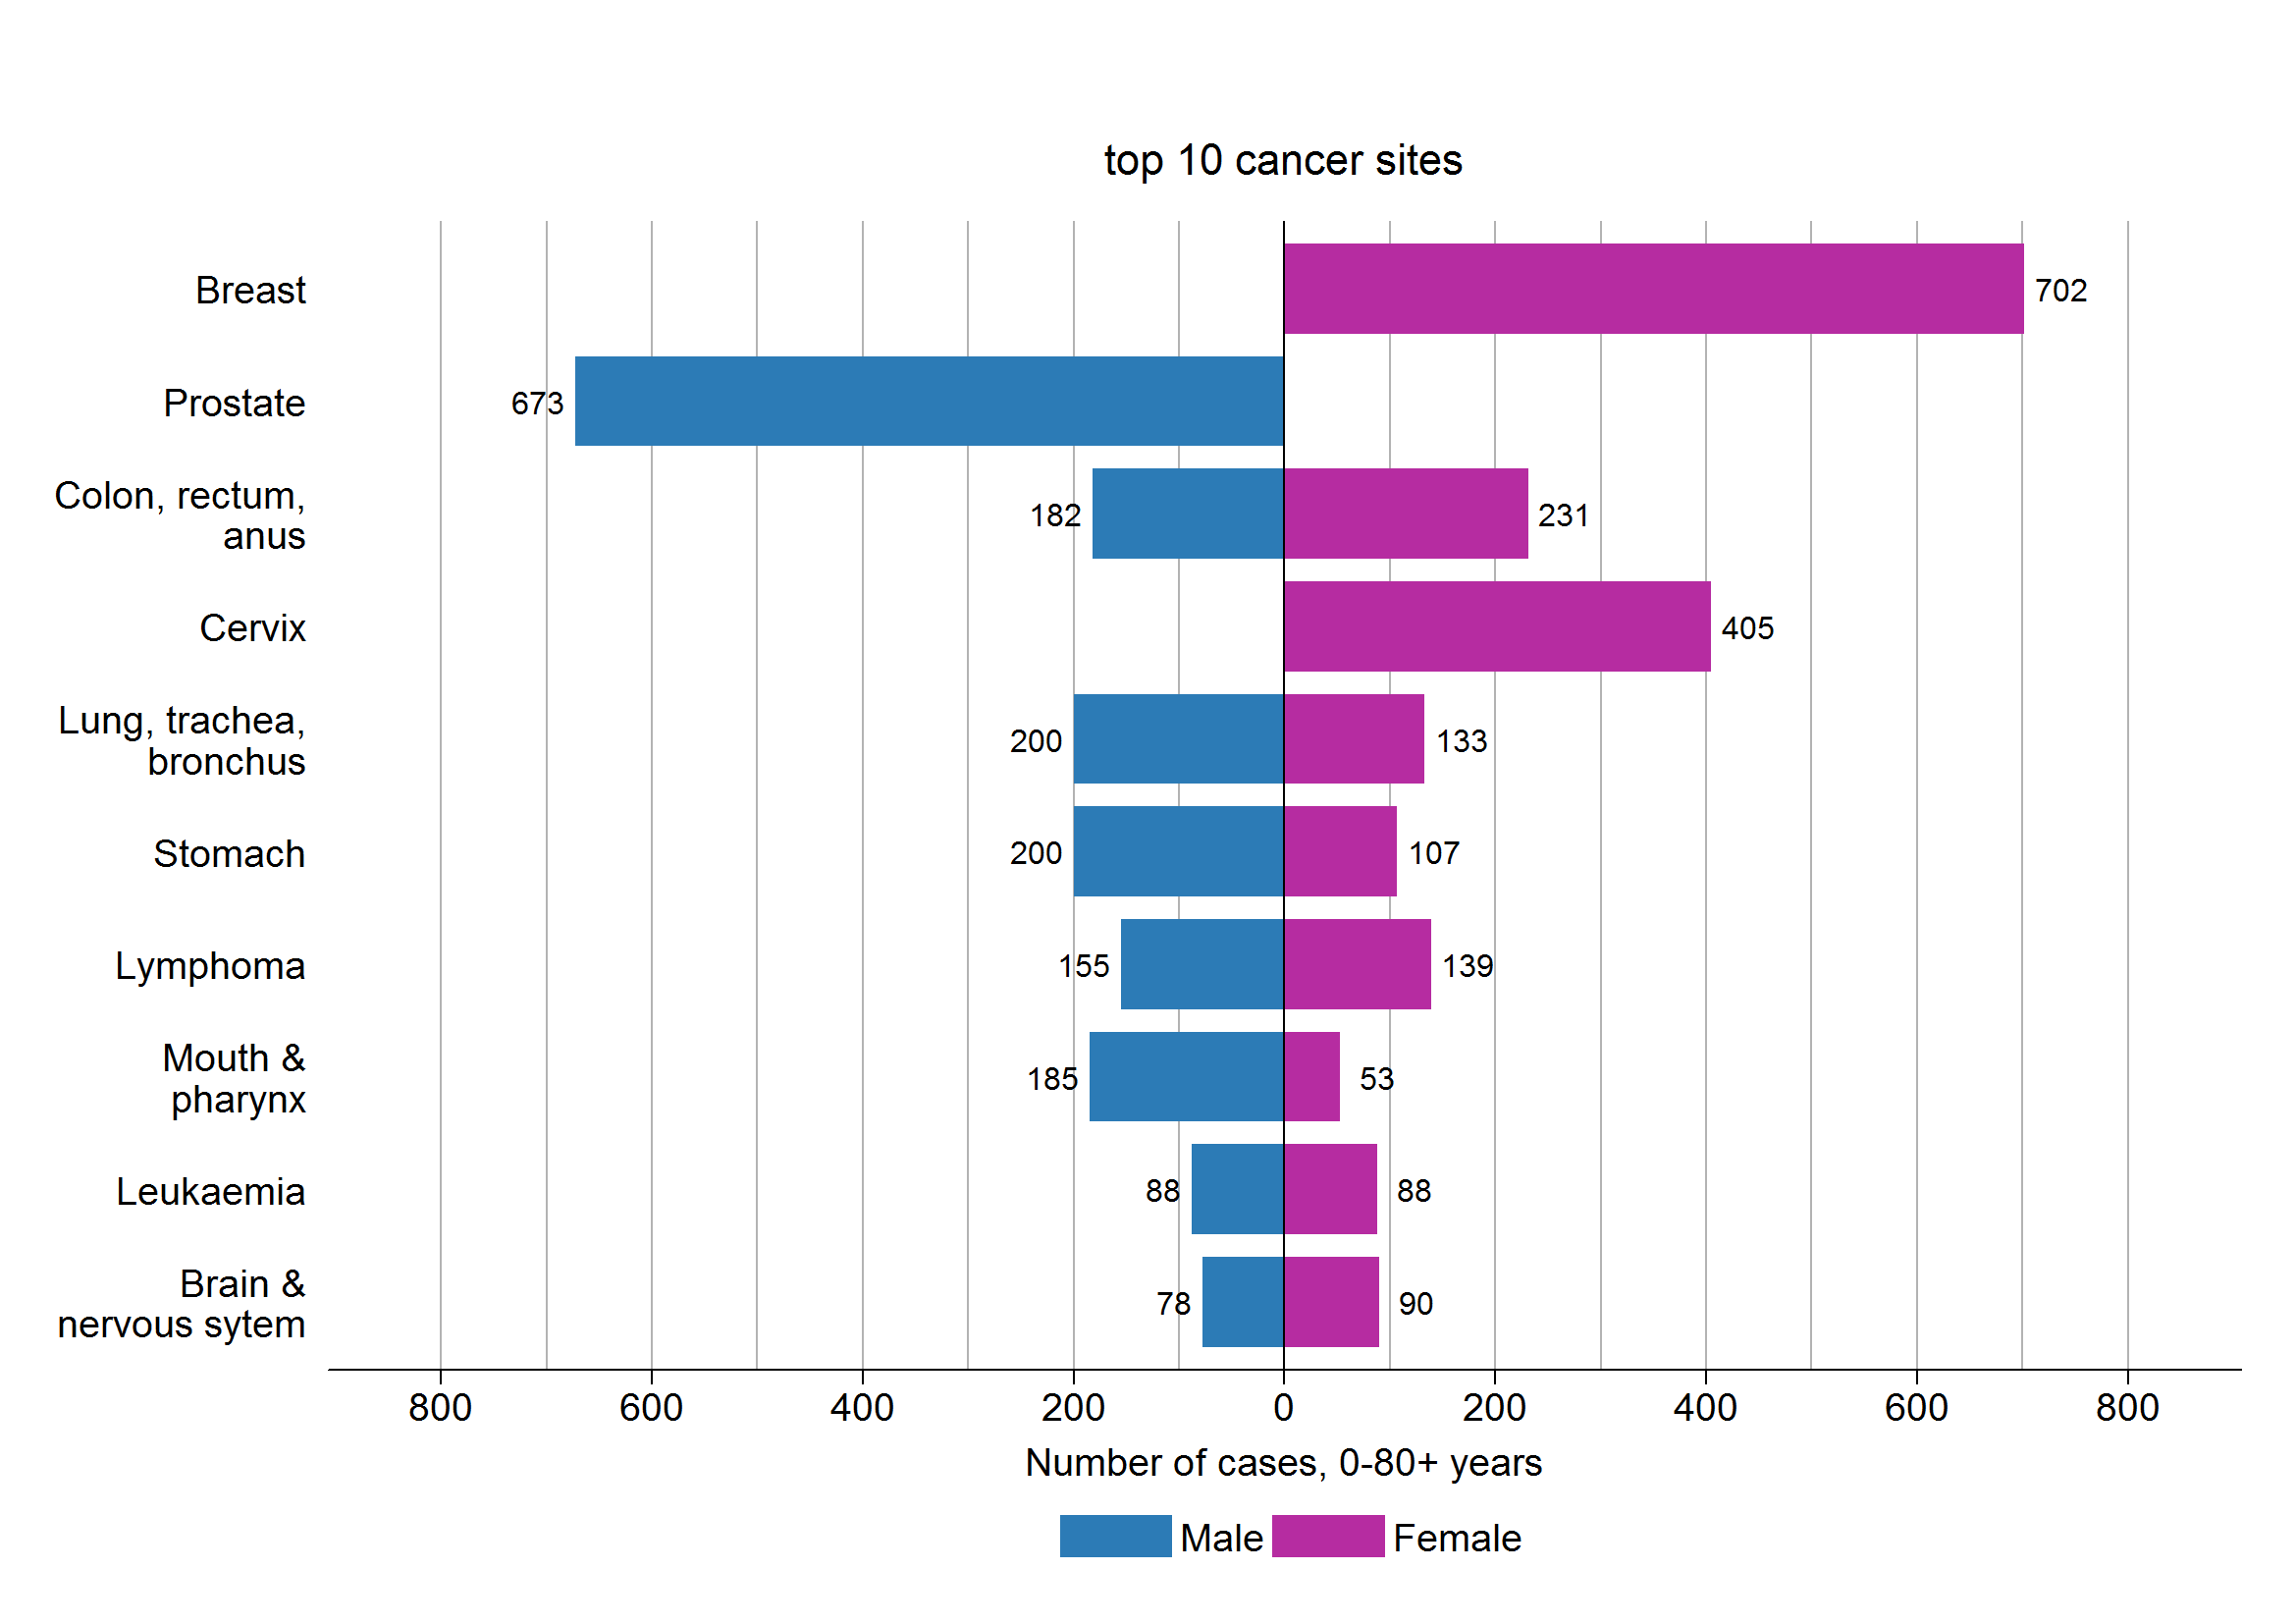 top 10 cancer sites
Breast
702
Prostate
673
Colon, rectum,
anus
182
231
Cervix
405
Lung, trachea,
bronchus
200
133
Stomach
200
107
Lymphoma
155
139
Mouth &
pharynx
185
53
Leukaemia
88
88
Brain &
nervous sytem
78
90
800 600 400 200 0 200 400 600 800
Number of cases, 0-80+ years
Male Female